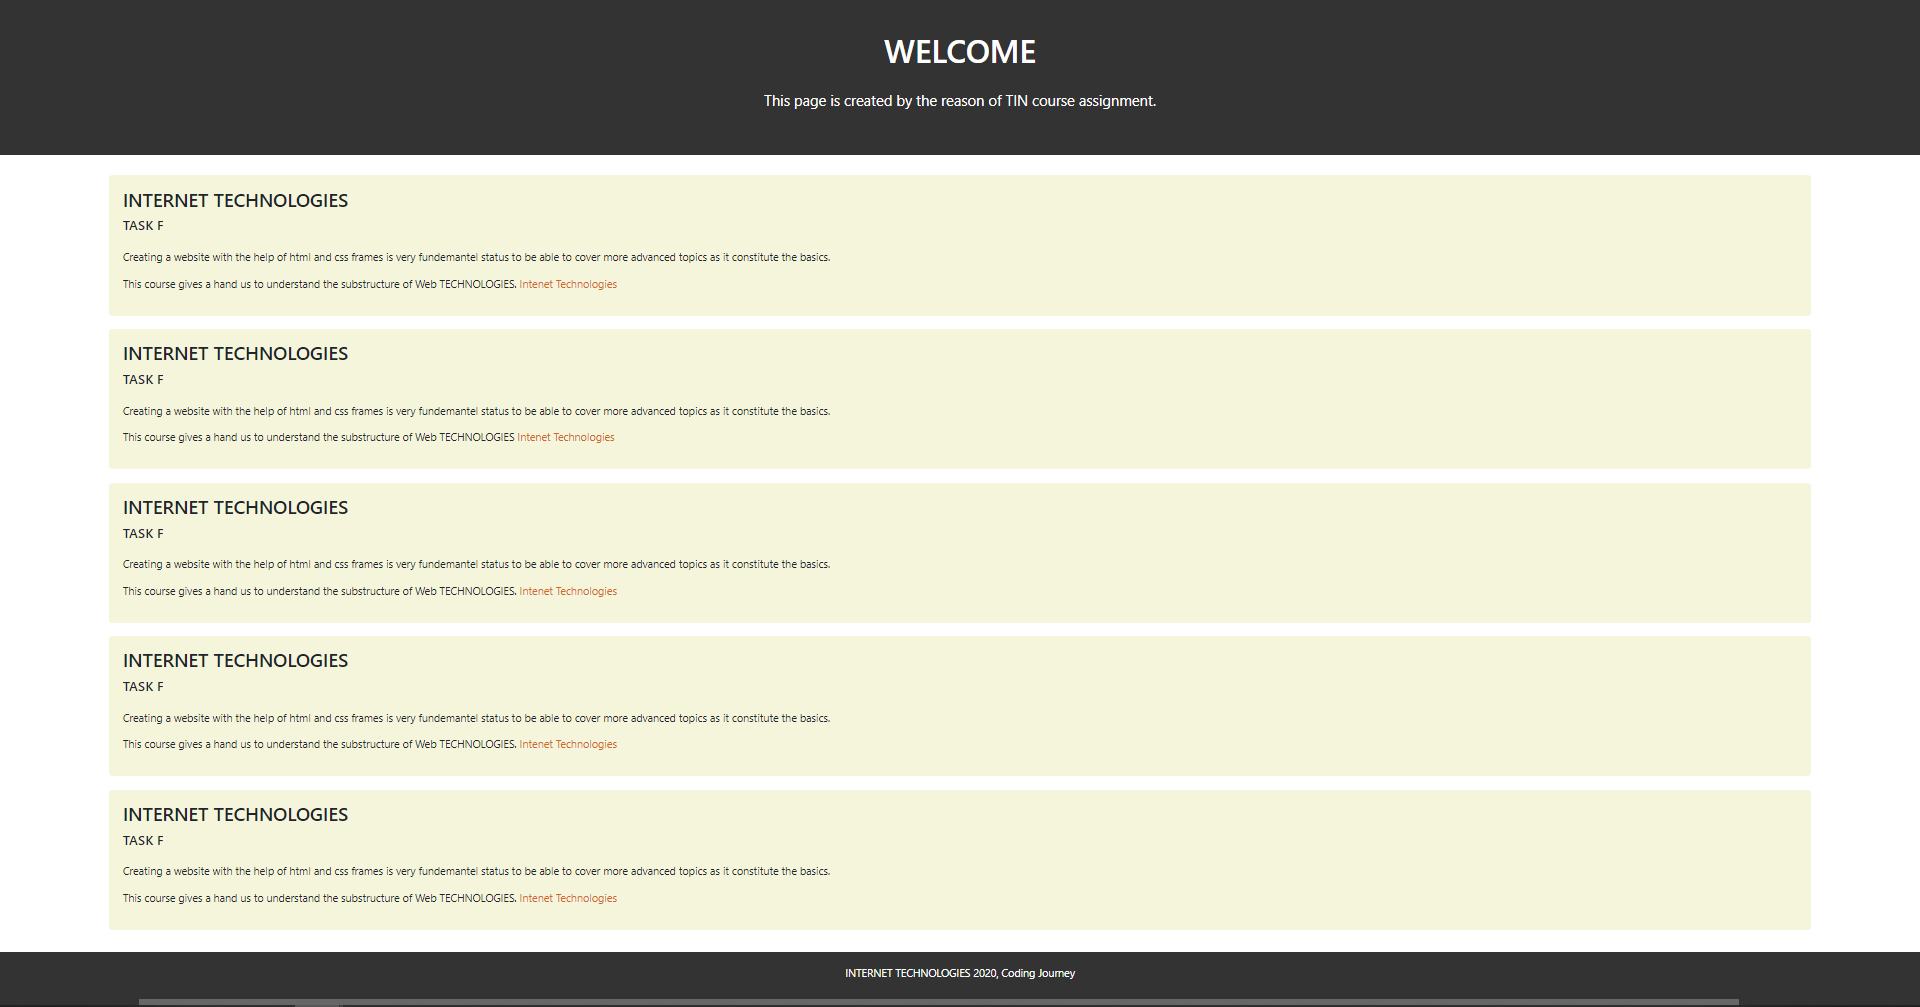 WELCOME
This page is created by the reason of TIN course assignment.
INTERNET TECHNOLOGIES
TASK F
Creating a website with the help of html and css frames is very fundemantel status to be able to cover more advanced topics as it constitute the basics.
This course gives a hand us to understand the substructure of Web TECHNOLOGIES. Intenet Technologies
INTERNET TECHNOLOGIES
TASK F
Creating a website with the help of html and css frames is very fundemantel status to be able to cover more advanced topics as it constitute the basics.
This course gives a hand us to understand the substructure of Web TECHNOLOGIES Intenet Technologies
INTERNET TECHNOLOGIES
TASK F
Creating a website with the help of html and css frames is very fundemantel status to be able to cover more advanced topics as it constitute the basics.
This course gives a hand us to understand the substructure of Web TECHNOLOGIES. Intenet Technologies
INTERNET TECHNOLOGIES
TASK F
Creating a website with the help of html and css frames is very fundemantel status to be able to cover more advanced topics as it constitute the basics.
This course gives a hand us to understand the substructure of Web TECHNOLOGIES. Intenet Technologies
INTERNET TECHNOLOGIES
TASK F
Creating a website with the help of html and css frames is very fundemantel status to be able to cover more advanced topics as it constitute the basics.
This course gives a hand us to understand the substructure of Web TECHNOLOGIES. Intenet Technologies
INTERNET TECHNOLOGIES 2020, Coding Journey